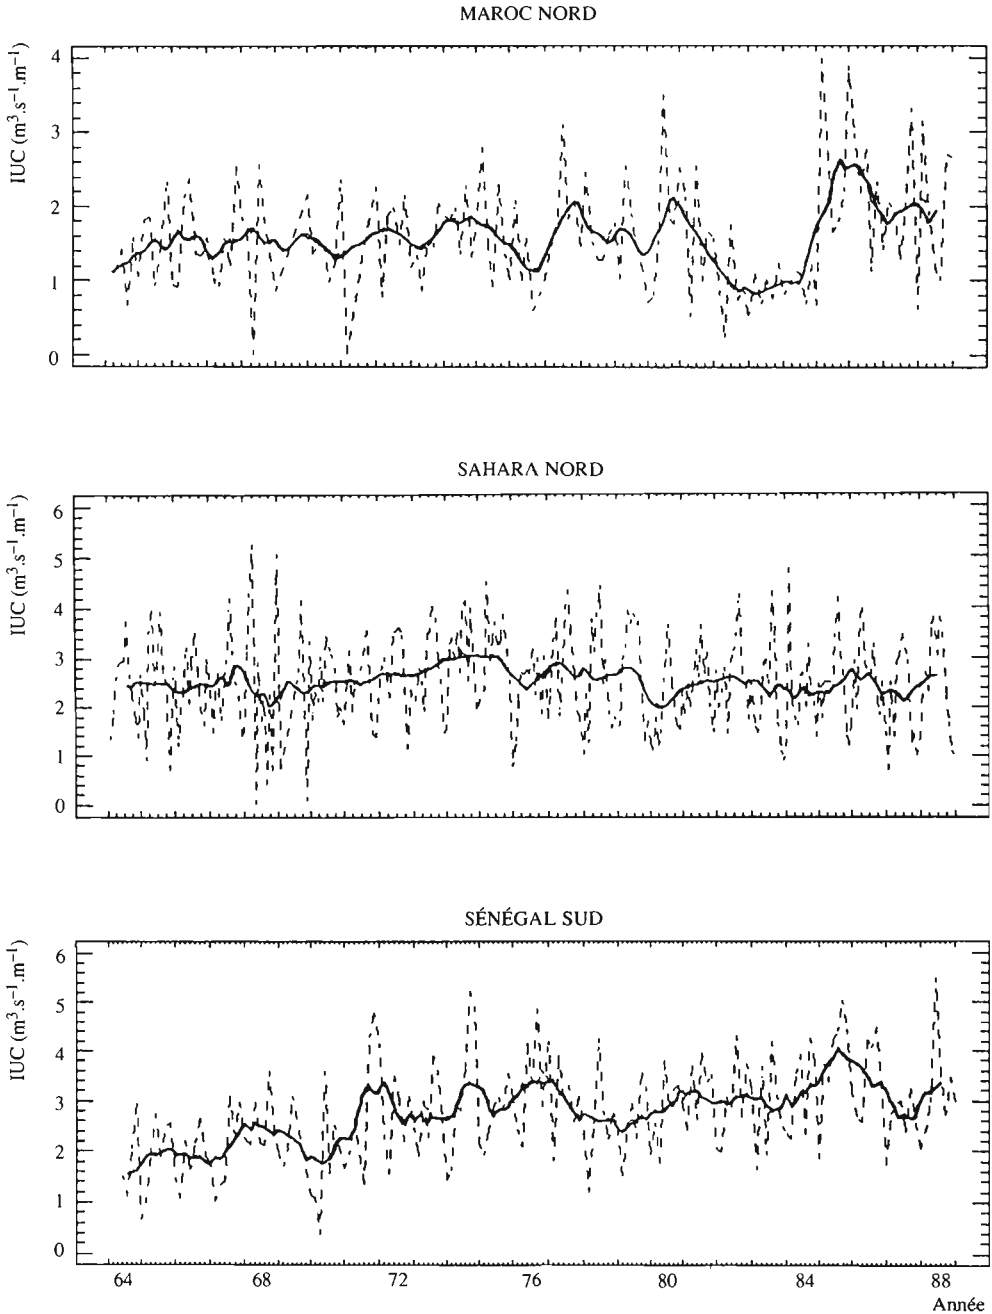 MAROC NORD
IUC (m³.s⁻¹.m⁻¹)
4
3
2
1
0
SAHARA NORD
IUC (m³.s⁻¹.m⁻¹)
6
5
4
3
2
1
0
SÉNÉGAL SUD
IUC (m³.s⁻¹.m⁻¹)
6
5
4
3
2
1
0
64 68 72 76 80 84 88
Année